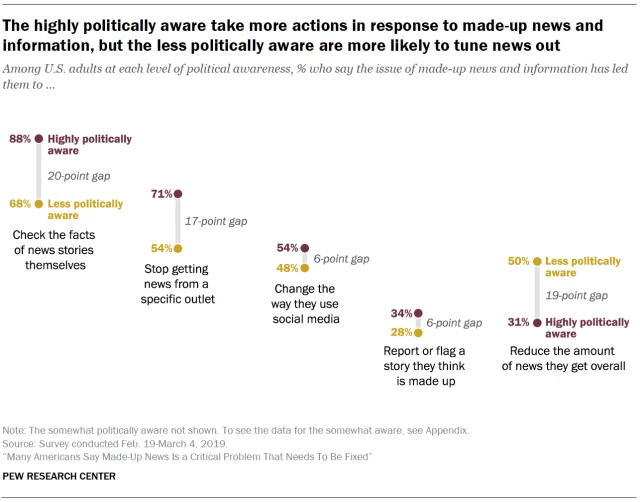 The highly politically aware take more actions in response to made-up news and
information, but the less politically aware are more likely to tune news out
Among U.S. adults at each level of political awareness, % who say the issue of made-up news and information has led
them to ...
88% Highly politically
aware
20-point gap
68% Less politically
aware
Check the facts
of news stories
themselves
71%
17-point gap
54%
Stop getting
news from a
specific outlet
54%
6-point gap
48%
Change the
way they use
social media
34%
6-point gap
28%
Report or flag a
story they think
is made up
50% Less politically
aware
19-point gap
31% Highly politically
aware
Reduce the amount
of news they get overall
Note: The somewhat politically aware not shown. To see the data for the somewhat aware, see Appendix.
Source: Survey conducted Feb. 19-March 4, 2019.
"Many Americans Say Made-Up News Is a Critical Problem That Needs To Be Fixed"
PEW RESEARCH CENTER